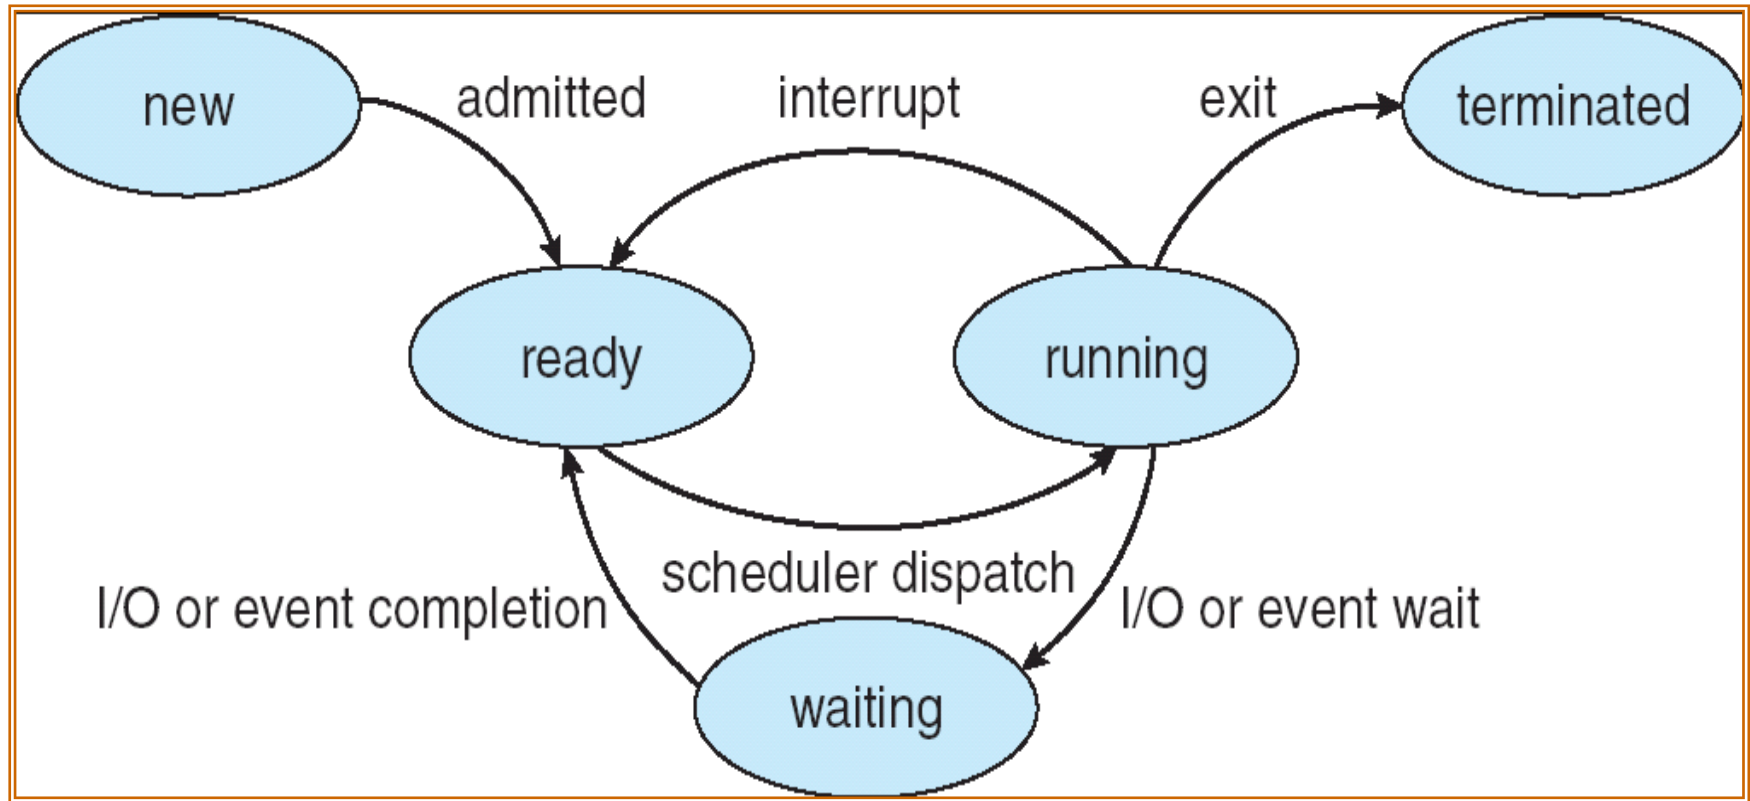 new
admitted
interrupt
exit
terminated
ready
running
scheduler dispatch
I/O or event completion
I/O or event wait
waiting